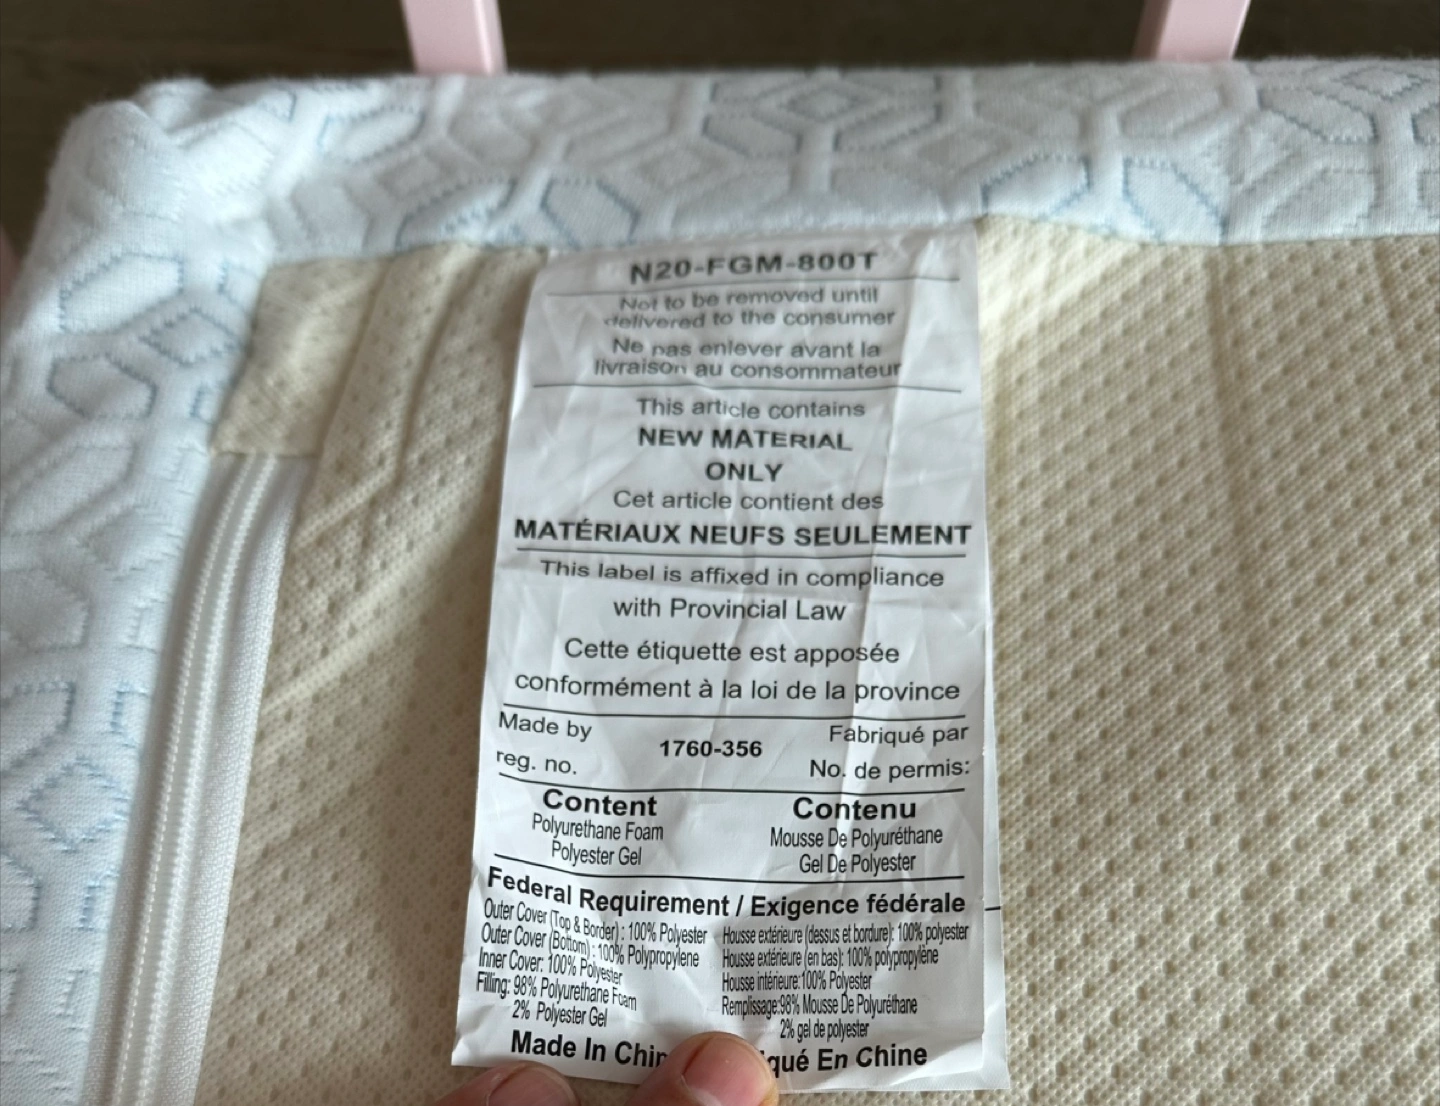 N20-FGM-800T
Not to be removed until
delivered to the consumer
Ne pas enlever avant la
livraison au consommateur
This article contains
NEW MATERIAL
ONLY
Cet article contient des
MATÉRIAUX NEUFS SEULEMENT
This label is affixed in compliance
with Provincial Law
Cette étiquette est apposée
conformément à la loi de la province
Made by
reg. no.
1760-356
Fabriqué par
No. de permis:
Content
Polyurethane Foam
Polyester Gel
Contenu
Mousse De Polyuréthane
Gel De Polyester
Federal Requirement / Exigence fédérale
Outer Cover (Top & Border) : 100% Polyester
Outer Cover (Bottom) : 100% Polypropylene
Inner Cover: 100% Polyester
Filling: 98% Polyurethane Foam
2% Polyester Gel
Housse extérieure (dessus et bordure): 100% polyester
Housse extérieure (en bas): 100% polypropylène
Housse intérieure:100% Polyester
Remplissage:98% Mousse De Polyuréthane
2% gel de polyester
Made In Chin
qué En Chine